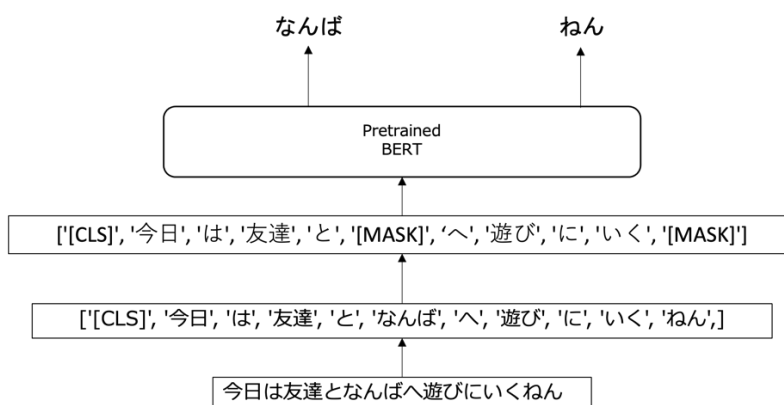 なんば ねん
Pretrained
BERT
['[CLS]', '今日', 'は', '友達', 'と', '[MASK]', ‘へ', '遊び', 'に', 'いく', '[MASK]']
['[CLS]', '今日', 'は', '友達', 'と', 'なんば', 'へ', '遊び', 'に', 'いく', 'ねん',]
今日は友達となんばへ遊びにいくねん